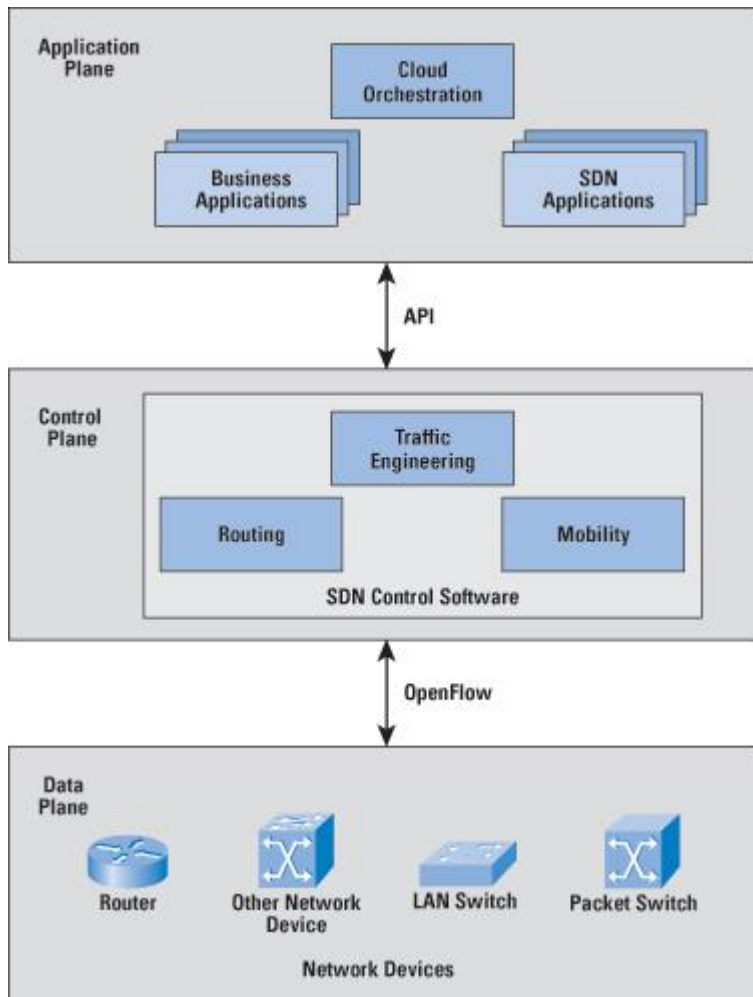 Application
Plane
Cloud
Orchestration
Business
Applications
SDN
Applications
API
Control
Plane
Traffic
Engineering
Routing
Mobility
SDN Control Software
OpenFlow
Data
Plane
Router
Other Network
Device
LAN Switch
Packet Switch
Network Devices